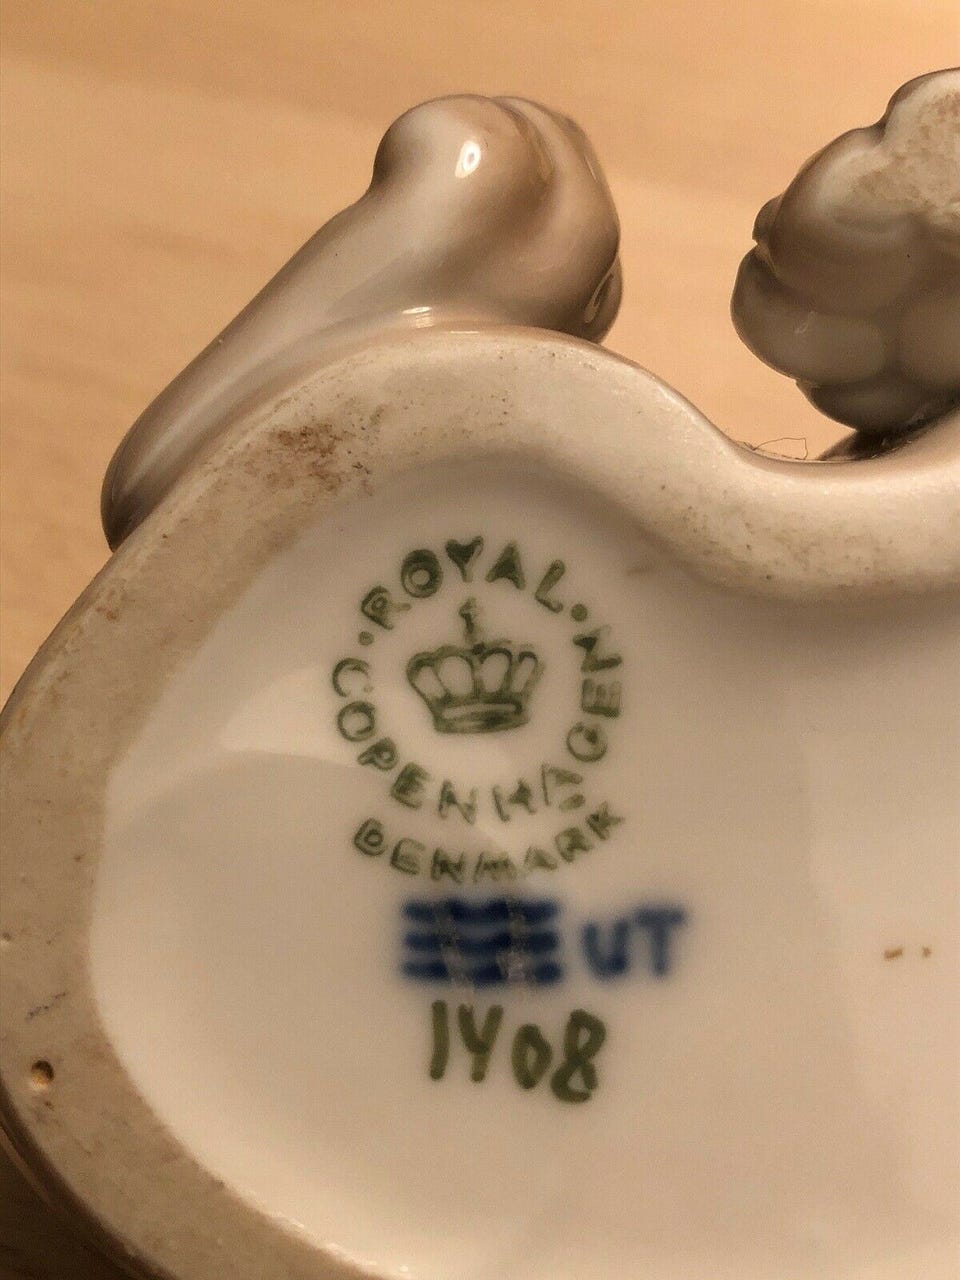 ROYAL
COPENHAGEN
DENMARK
UT
1408